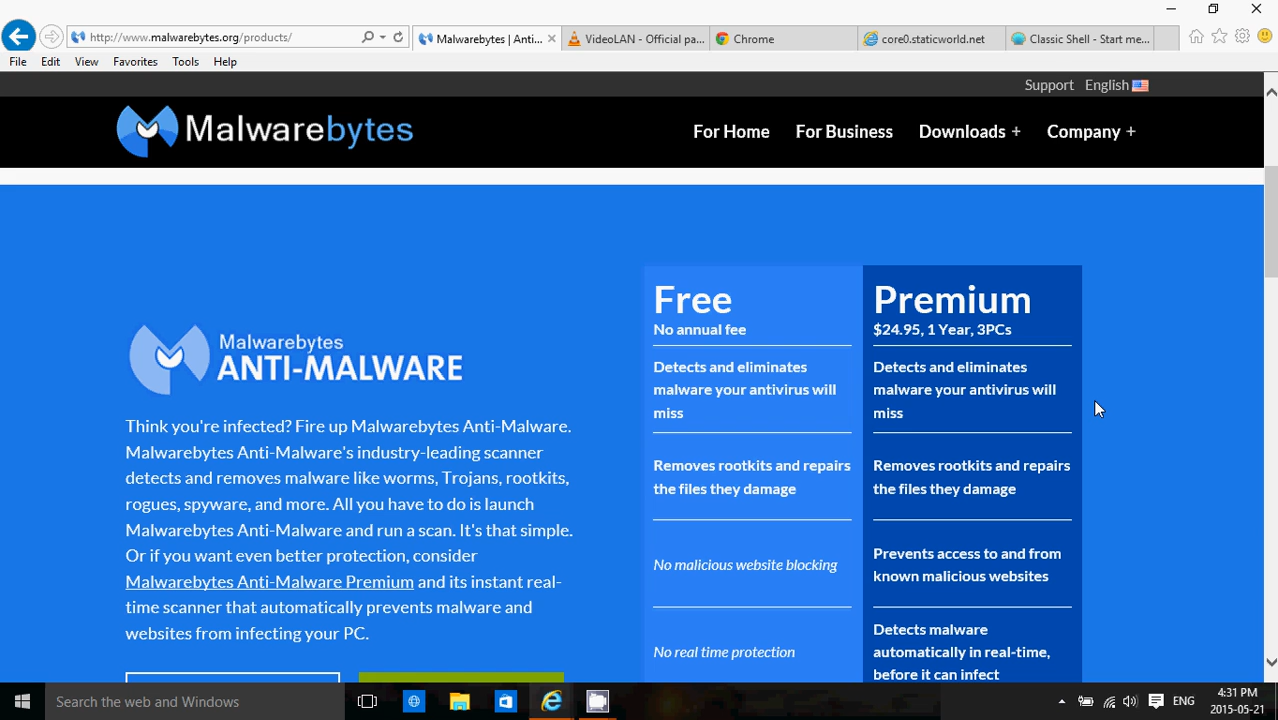 http://www.malwarebytes.org/products/
Malwarebytes | Anti...
VideoLAN - Official pa...
Chrome
core0.staticworld.net
Classic Shell - Start me...
File Edit View Favorites Tools Help
Support English
Malwarebytes
For Home For Business Downloads + Company +
Malwarebytes
ANTI-MALWARE
Think you're infected? Fire up Malwarebytes Anti-Malware.
Malwarebytes Anti-Malware's industry-leading scanner
detects and removes malware like worms, Trojans, rootkits,
rogues, spyware, and more. All you have to do is launch
Malwarebytes Anti-Malware and run a scan. It's that simple.
Or if you want even better protection, consider
Malwarebytes Anti-Malware Premium and its instant real-
time scanner that automatically prevents malware and
websites from infecting your PC.
Free
No annual fee
Detects and eliminates
malware your antivirus will
miss
Removes rootkits and repairs
the files they damage
No malicious website blocking
No real time protection
Premium
$24.95, 1 Year, 3PCs
Detects and eliminates
malware your antivirus will
miss
Removes rootkits and repairs
the files they damage
Prevents access to and from
known malicious websites
Detects malware
automatically in real-time,
before it can infect
Search the web and Windows
ENG
4:31 PM
2015-05-21